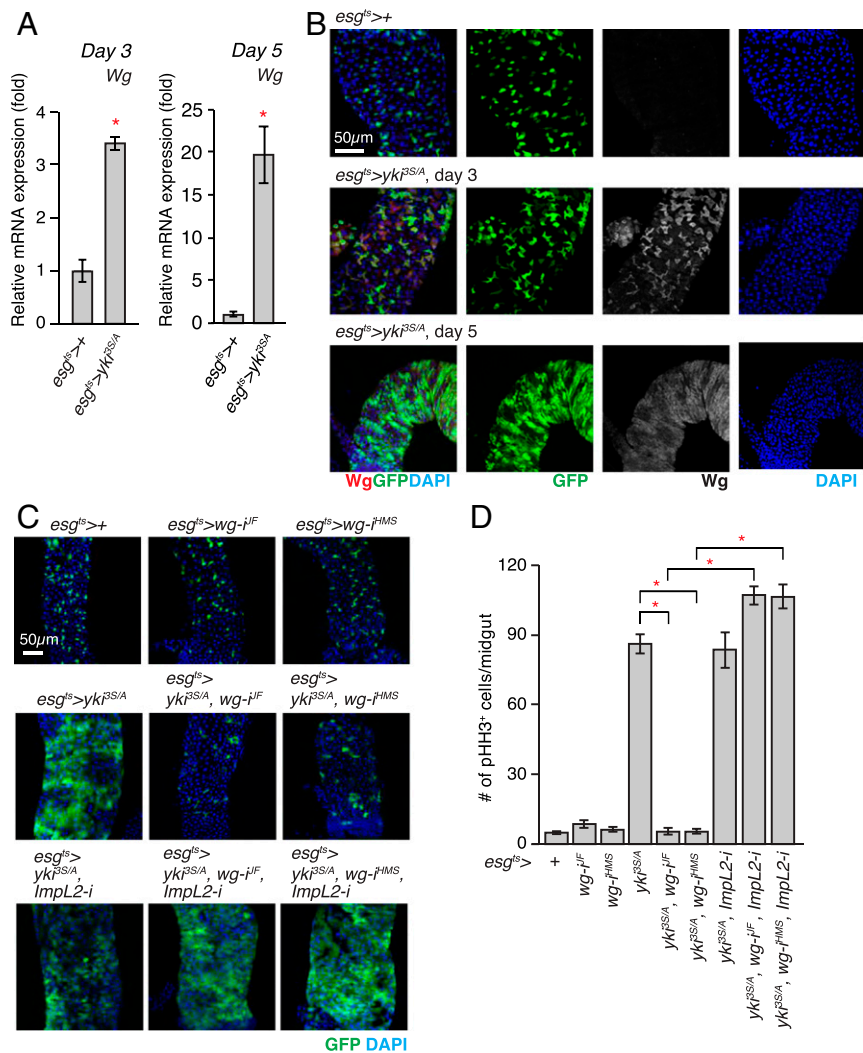 A
Day 3
Wg
Relative mRNA expression (fold)
4
3
2
1
0
*
esgᵗˢ>+
esgᵗˢ>yki³ˢ/ᴬ
Day 5
Wg
Relative mRNA expression (fold)
25
20
15
10
5
0
*
esgᵗˢ>+
esgᵗˢ>yki³ˢᴬ
B
esgᵗˢ>+
50µm
esgᵗˢ>yki³ˢ/ᴬ, day 3
esgᵗˢ>yki³ˢ/ᴬ, day 5
WgGFPDAPI
GFP
Wg
DAPI
C
esgᵗˢ>+
esgᵗˢ>wg-iᴶᶠ
esgᵗˢ>wg-iᴴᴹˢ
50µm
esgᵗˢ>yki³ˢ/ᴬ
esgᵗˢ>
yki³ˢ/ᴬ, wg-iᴶᶠ
esgᵗˢ>
yki³ˢ/ᴬ, wg-iᴴᴹˢ
esgᵗˢ>
yki³ˢ/ᴬ,
ImpL2-i
esgᵗˢ>
yki³ˢ/ᴬ, wg-iᴶᶠ,
ImpL2-i
esgᵗˢ>
yki³ˢ/ᴬ, wg-iᴴᴹˢ,
ImpL2-i
GFP DAPI
D
# of pHH3⁺ cells/midgut
120
90
60
30
0
*
*
*
*
esgᵗˢ>
+
wg-iᴶᶠ
wg-iᴴᴹˢ
yki³ˢ/ᴬ
yki³ˢ/ᴬ, wg-iᴶᶠ
yki³ˢ/ᴬ, wg-iᴴᴹˢ
yki³ˢ/ᴬ, ImpL2-i
yki³ˢ/ᴬ, wg-iᴶᶠ, ImpL2-i
yki³ˢ/ᴬ, wg-iᴴᴹˢ, ImpL2-i